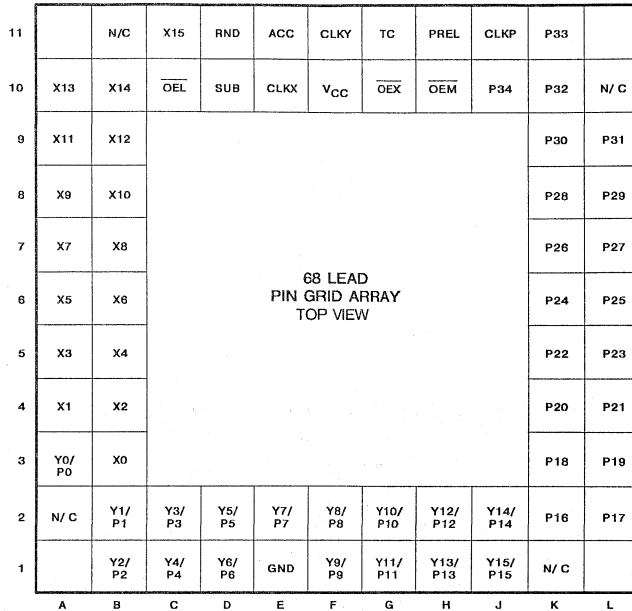 11 N/C X15 RND ACC CLKY TC PREL CLKP P33
10 X13 X14 OEL SUB CLKX VCC OEX OEM P34 P32 N/C
9 X11 X12 P30 P31
8 X9 X10 P28 P29
7 X7 X8 P26 P27
68 LEAD
6 X5 X6 PIN GRID ARRAY P24 P25
TOP VIEW
5 X3 X4 P22 P23
4 X1 X2 P20 P21
3 Y0/P0 X0 P18 P19
2 N/C Y1/P1 Y3/P3 Y5/P5 Y7/P7 Y8/P8 Y10/P10 Y12/P12 Y14/P14 P16 P17
1 Y2/P2 Y4/P4 Y6/P6 GND Y9/P9 Y11/P11 Y13/P13 Y15/P15 N/C
A B C D E F G H J K L